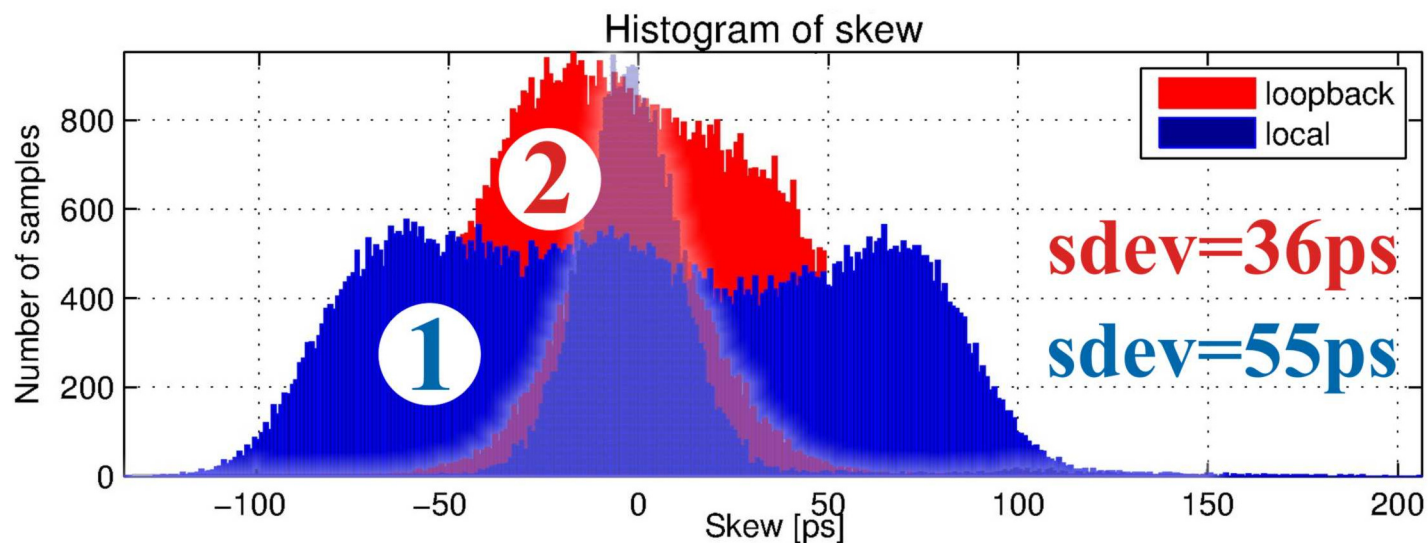 Histogram of skew
Number of samples
800
600
400
200
0
loopback
local
2
1
sdev=36ps
sdev=55ps
−100
−50
0
50
100
150
200
Skew [ps]